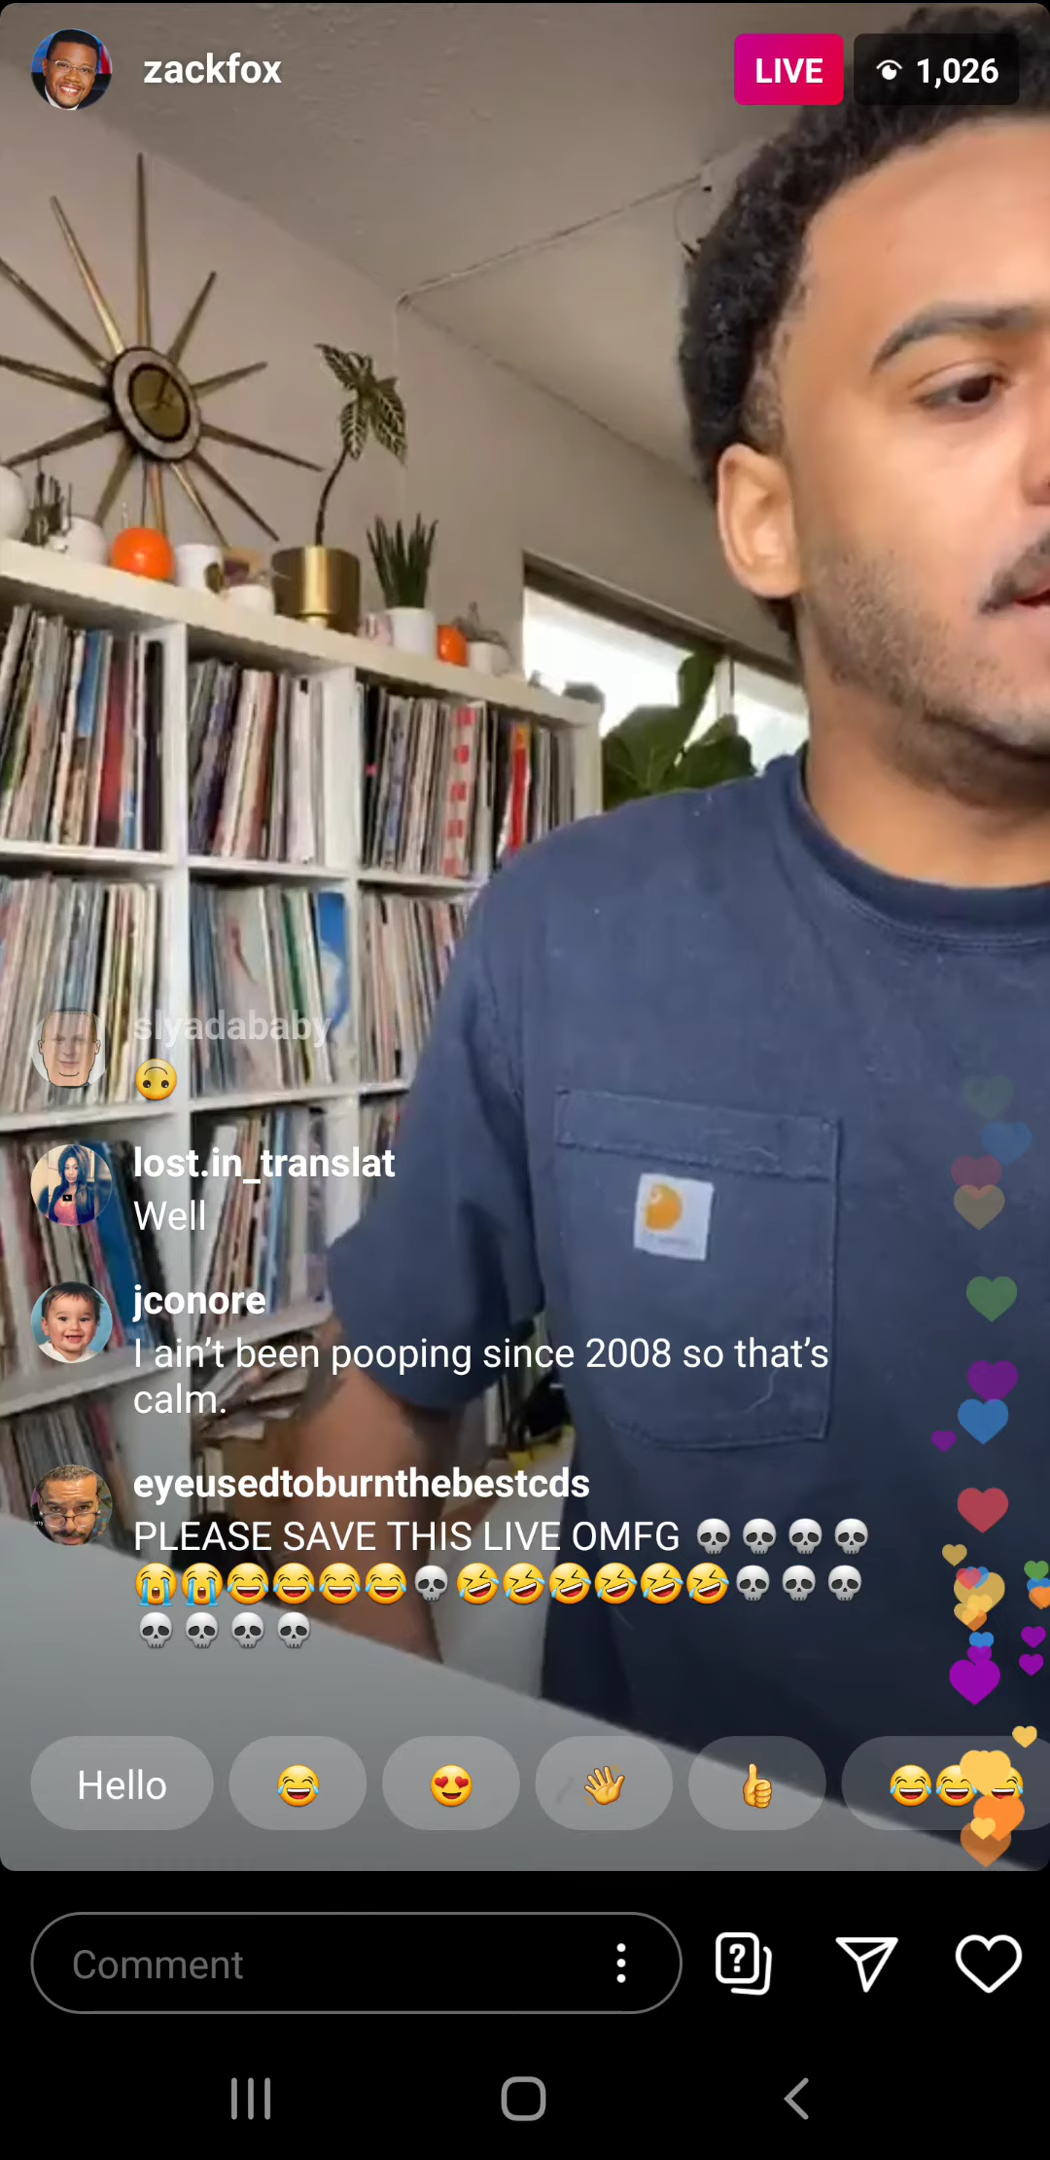 zackfox
LIVE 1,026
slyadababy
🙃
lost.in_translat
Well
jconore
I ain’t been pooping since 2008 so that’s
calm.
eyeusedtoburnthebestcds
PLEASE SAVE THIS LIVE OMFG 💀💀💀💀
😭😭😂😂😂😂💀🤣🤣🤣🤣🤣🤣💀💀💀
💀💀💀💀
Hello 😂 😍 👋 👍 😂😂😂
Comment